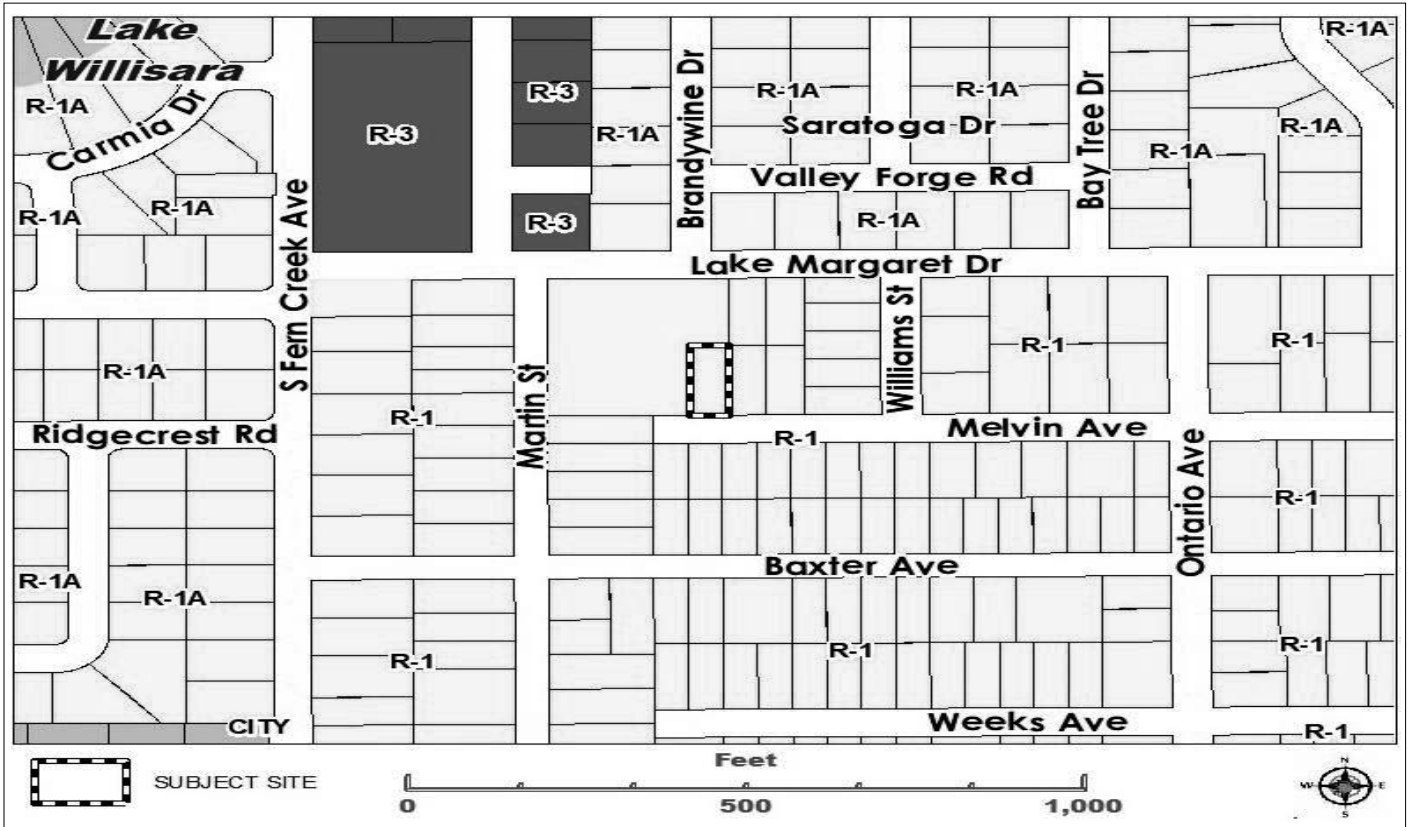 Lake
Willisara
R-1A
Carmia Dr
R-1A
R-1A
S Fern Creek Ave
R-3
R-3
R-3
R-1A
Brandywine Dr
R-1A
R-1A
Saratoga Dr
Valley Forge Rd
R-1A
Bay Tree Dr
R-1A
R-1A
R-1A
Lake Margaret Dr
Williams St
R-1
R-1
R-1A
Martin St
R-1
Ridgecrest Rd
R-1
Melvin Ave
Ontario Ave
R-1
R-1A
R-1A
Baxter Ave
R-1
R-1
R-1
CITY
Weeks Ave
R-1
SUBJECT SITE
Feet
0 500 1,000
N
W E
S